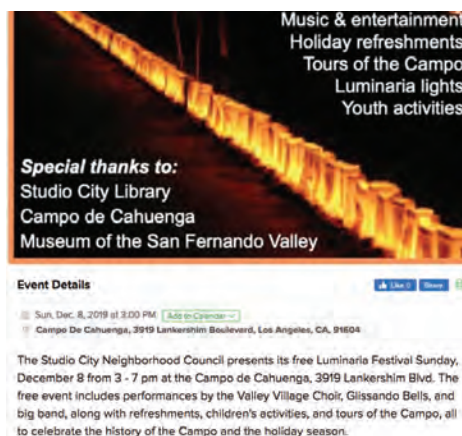 Music & entertainment
Holiday refreshments
Tours of the Campo
Luminaria lights
Youth activities
Special thanks to:
Studio City Library
Campo de Cahuenga
Museum of the San Fernando Valley
Event Details
Like 0 Share
Sun, Dec. 8, 2019 at 3:00 PM Add to Calendar
Campo De Cahuenga, 3919 Lankershim Boulevard, Los Angeles, CA, 91604
The Studio City Neighborhood Council presents its free Luminaria Festival Sunday,
December 8 from 3 - 7 pm at the Campo de Cahuenga, 3919 Lankershim Blvd. The
free event includes performances by the Valley Village Choir, Glissando Bells, and
big band, along with refreshments, children's activities, and tours of the Campo, all
to celebrate the history of the Campo and the holiday season.